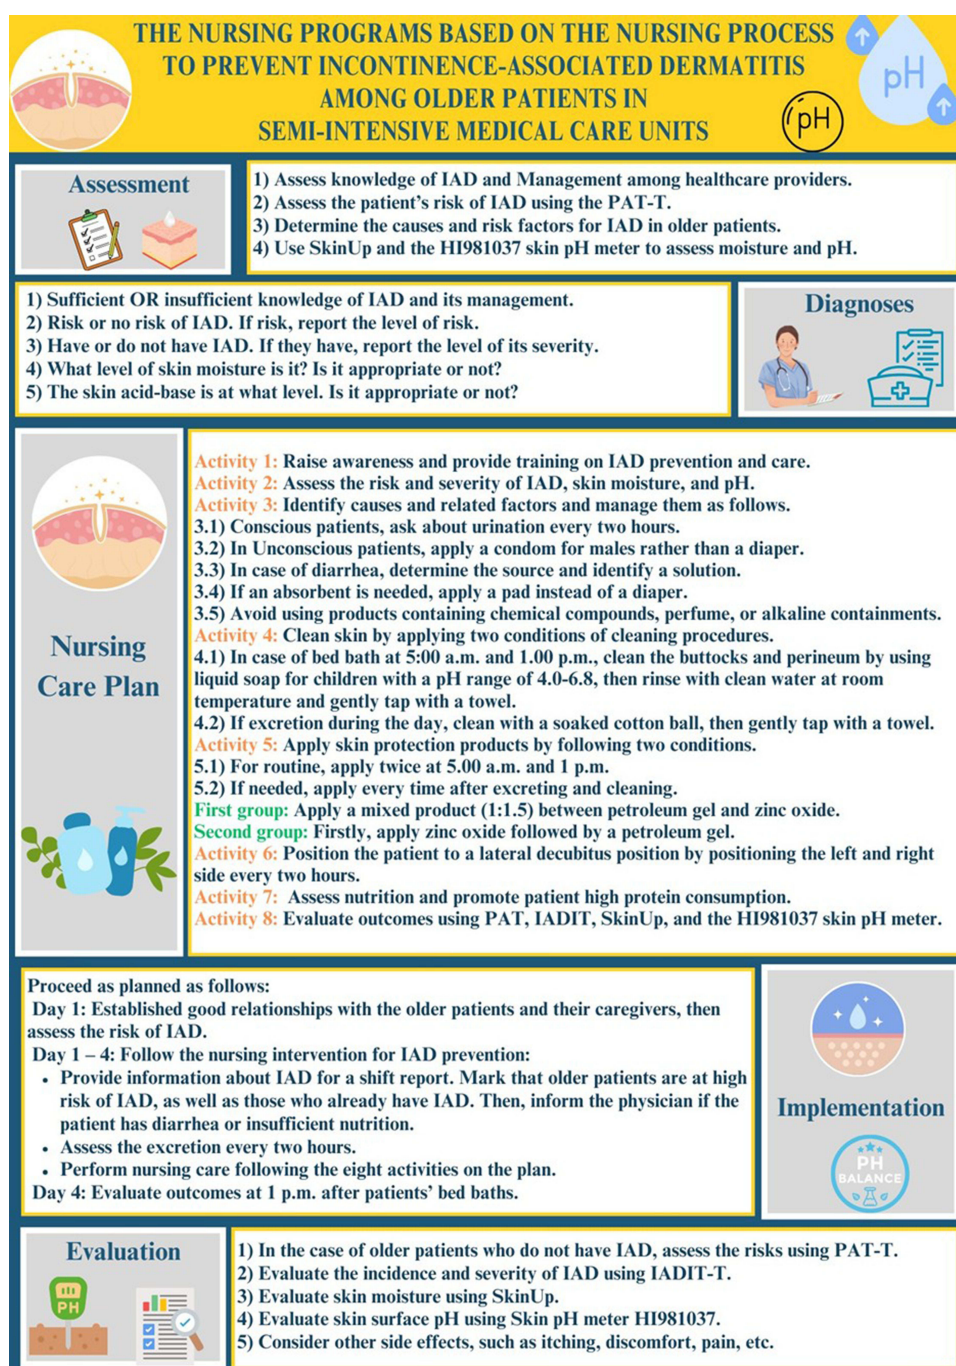 THE NURSING PROGRAMS BASED ON THE NURSING PROCESS
TO PREVENT INCONTINENCE-ASSOCIATED DERMATITIS
AMONG OLDER PATIENTS IN
SEMI-INTENSIVE MEDICAL CARE UNITS
pH
pH
Assessment
1) Assess knowledge of IAD and Management among healthcare providers.
2) Assess the patient's risk of IAD using the PAT-T.
3) Determine the causes and risk factors for IAD in older patients.
4) Use SkinUp and the HI981037 skin pH meter to assess moisture and pH.
1) Sufficient OR insufficient knowledge of IAD and its management.
2) Risk or no risk of IAD. If risk, report the level of risk.
3) Have or do not have IAD. If they have, report the level of its severity.
4) What level of skin moisture is it? Is it appropriate or not?
5) The skin acid-base is at what level. Is it appropriate or not?
Diagnoses
Nursing
Care Plan
Activity 1: Raise awareness and provide training on IAD prevention and care.
Activity 2: Assess the risk and severity of IAD, skin moisture, and pH.
Activity 3: Identify causes and related factors and manage them as follows.
3.1) Conscious patients, ask about urination every two hours.
3.2) In Unconscious patients, apply a condom for males rather than a diaper.
3.3) In case of diarrhea, determine the source and identify a solution.
3.4) If an absorbent is needed, apply a pad instead of a diaper.
3.5) Avoid using products containing chemical compounds, perfume, or alkaline containments.
Activity 4: Clean skin by applying two conditions of cleaning procedures.
4.1) In case of bed bath at 5:00 a.m. and 1.00 p.m., clean the buttocks and perineum by using
liquid soap for children with a pH range of 4.0-6.8, then rinse with clean water at room
temperature and gently tap with a towel.
4.2) If excretion during the day, clean with a soaked cotton ball, then gently tap with a towel.
Activity 5: Apply skin protection products by following two conditions.
5.1) For routine, apply twice at 5.00 a.m. and 1 p.m.
5.2) If needed, apply every time after excreting and cleaning.
First group: Apply a mixed product (1:1.5) between petroleum gel and zinc oxide.
Second group: Firstly, apply zinc oxide followed by a petroleum gel.
Activity 6: Position the patient to a lateral decubitus position by positioning the left and right
side every two hours.
Activity 7: Assess nutrition and promote patient high protein consumption.
Activity 8: Evaluate outcomes using PAT, IADIT, SkinUp, and the HI981037 skin pH meter.
Proceed as planned as follows:
Day 1: Established good relationships with the older patients and their caregivers, then
assess the risk of IAD.
Day 1 – 4: Follow the nursing intervention for IAD prevention:
• Provide information about IAD for a shift report. Mark that older patients are at high
risk of IAD, as well as those who already have IAD. Then, inform the physician if the
patient has diarrhea or insufficient nutrition.
• Assess the excretion every two hours.
• Perform nursing care following the eight activities on the plan.
Day 4: Evaluate outcomes at 1 p.m. after patients' bed baths.
Implementation
PH
BALANCE
Evaluation
PH
1) In the case of older patients who do not have IAD, assess the risks using PAT-T.
2) Evaluate the incidence and severity of IAD using IADIT-T.
3) Evaluate skin moisture using SkinUp.
4) Evaluate skin surface pH using Skin pH meter HI981037.
5) Consider other side effects, such as itching, discomfort, pain, etc.